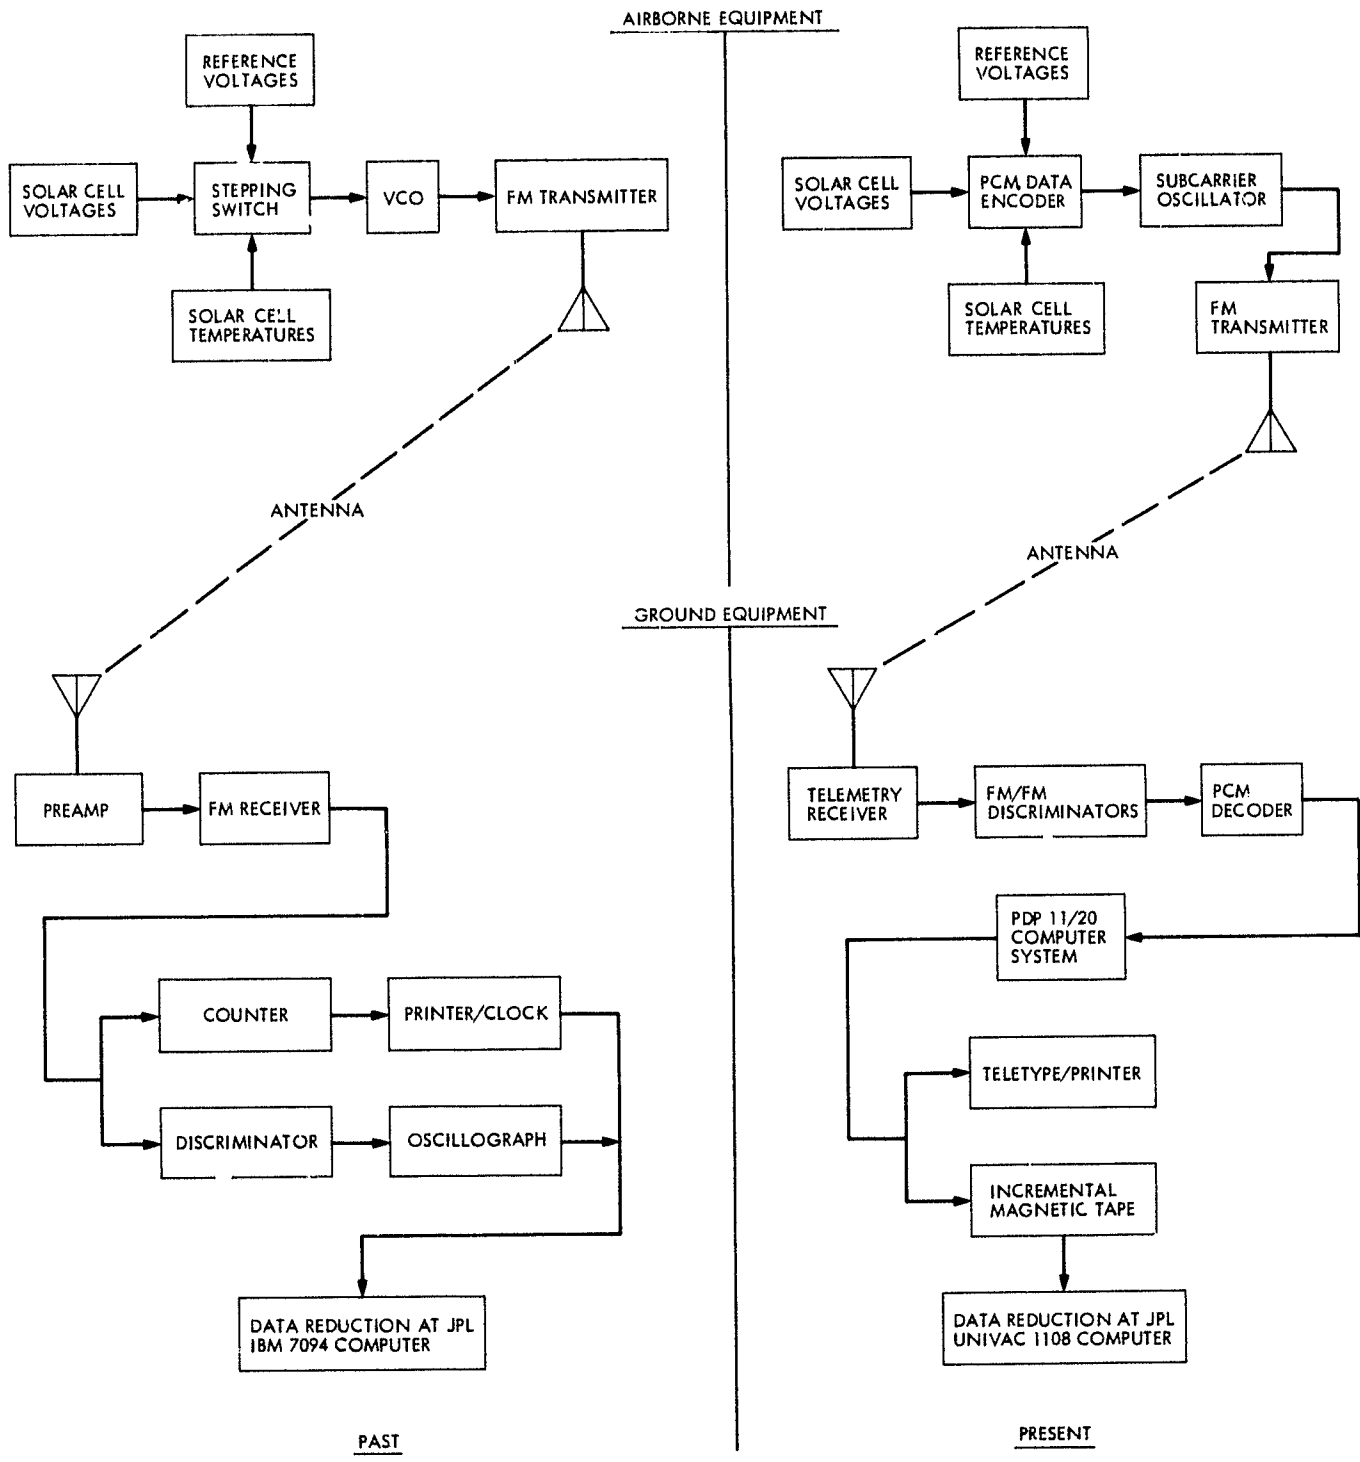 AIRBORNE EQUIPMENT
REFERENCE
VOLTAGES
SOLAR CELL
VOLTAGES
STEPPING
SWITCH
VCO
FM TRANSMITTER
SOLAR CELL
TEMPERATURES
ANTENNA
REFERENCE
VOLTAGES
SOLAR CELL
VOLTAGES
PCM DATA
ENCODER
SUBCARRIER
OSCILLATOR
SOLAR CELL
TEMPERATURES
FM
TRANSMITTER
ANTENNA
GROUND EQUIPMENT
PREAMP
FM RECEIVER
COUNTER
PRINTER/CLOCK
DISCRIMINATOR
OSCILLOGRAPH
DATA REDUCTION AT JPL
IBM 7094 COMPUTER
PAST
TELEMETRY
RECEIVER
FM/FM
DISCRIMINATORS
PCM
DECODER
PDP 11/20
COMPUTER
SYSTEM
TELETYPE/PRINTER
INCREMENTAL
MAGNETIC TAPE
DATA REDUCTION AT JPL
UNIVAC 1108 COMPUTER
PRESENT